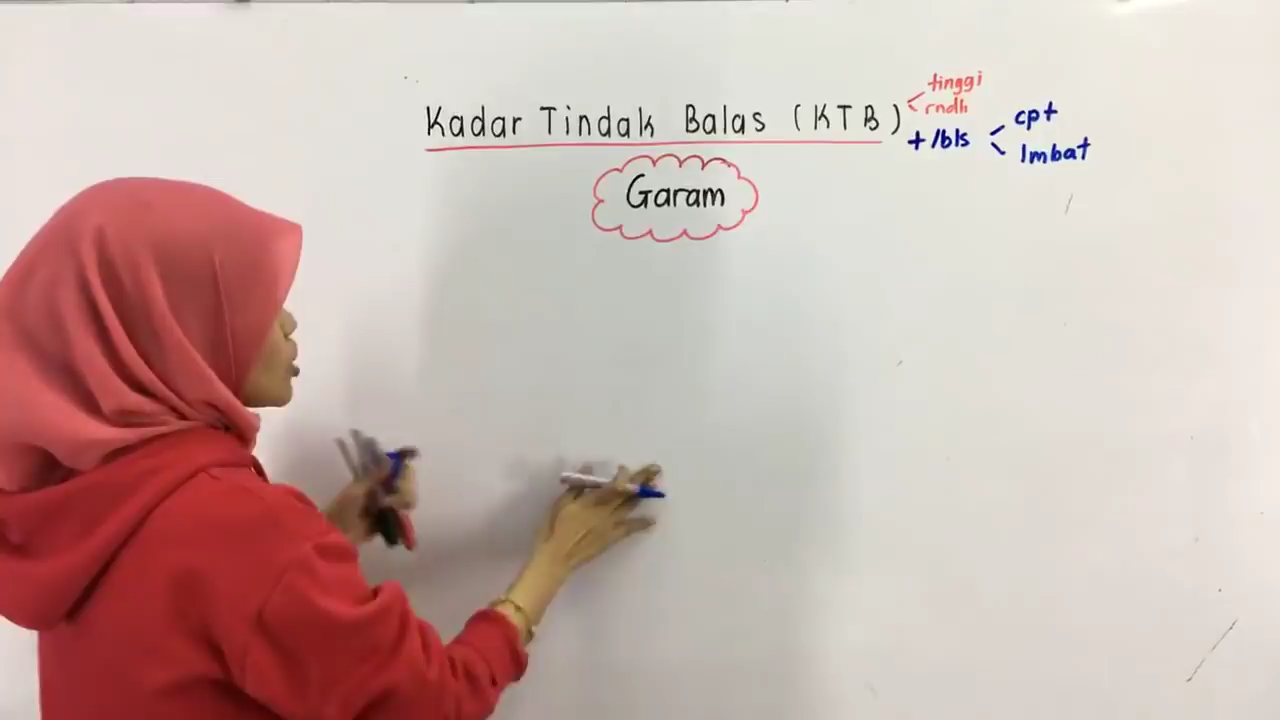 Kadar Tindak Balas (KTB)
tinggi
rndh
+/bls
cpt
lmbat
Garam